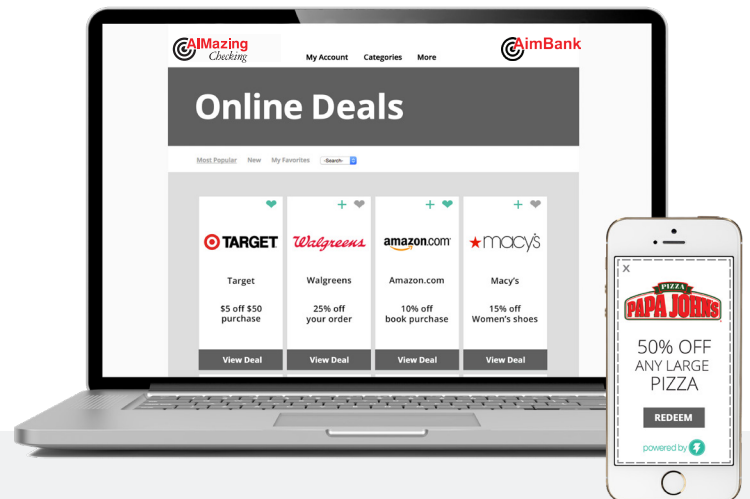 AIMazing
Checking
My Account Categories More
AimBank
Online Deals
Most Popular New My Favorites -Search-
TARGET
Walgreens
amazon.com
macy's
Target
Walgreens
Amazon.com
Macy's
$5 off $50
purchase
25% off
your order
10% off
book purchase
15% off
Women's shoes
View Deal
View Deal
View Deal
View Deal
X
PIZZA
PAPA JOHN'S
50% OFF
ANY LARGE
PIZZA
REDEEM
powered by